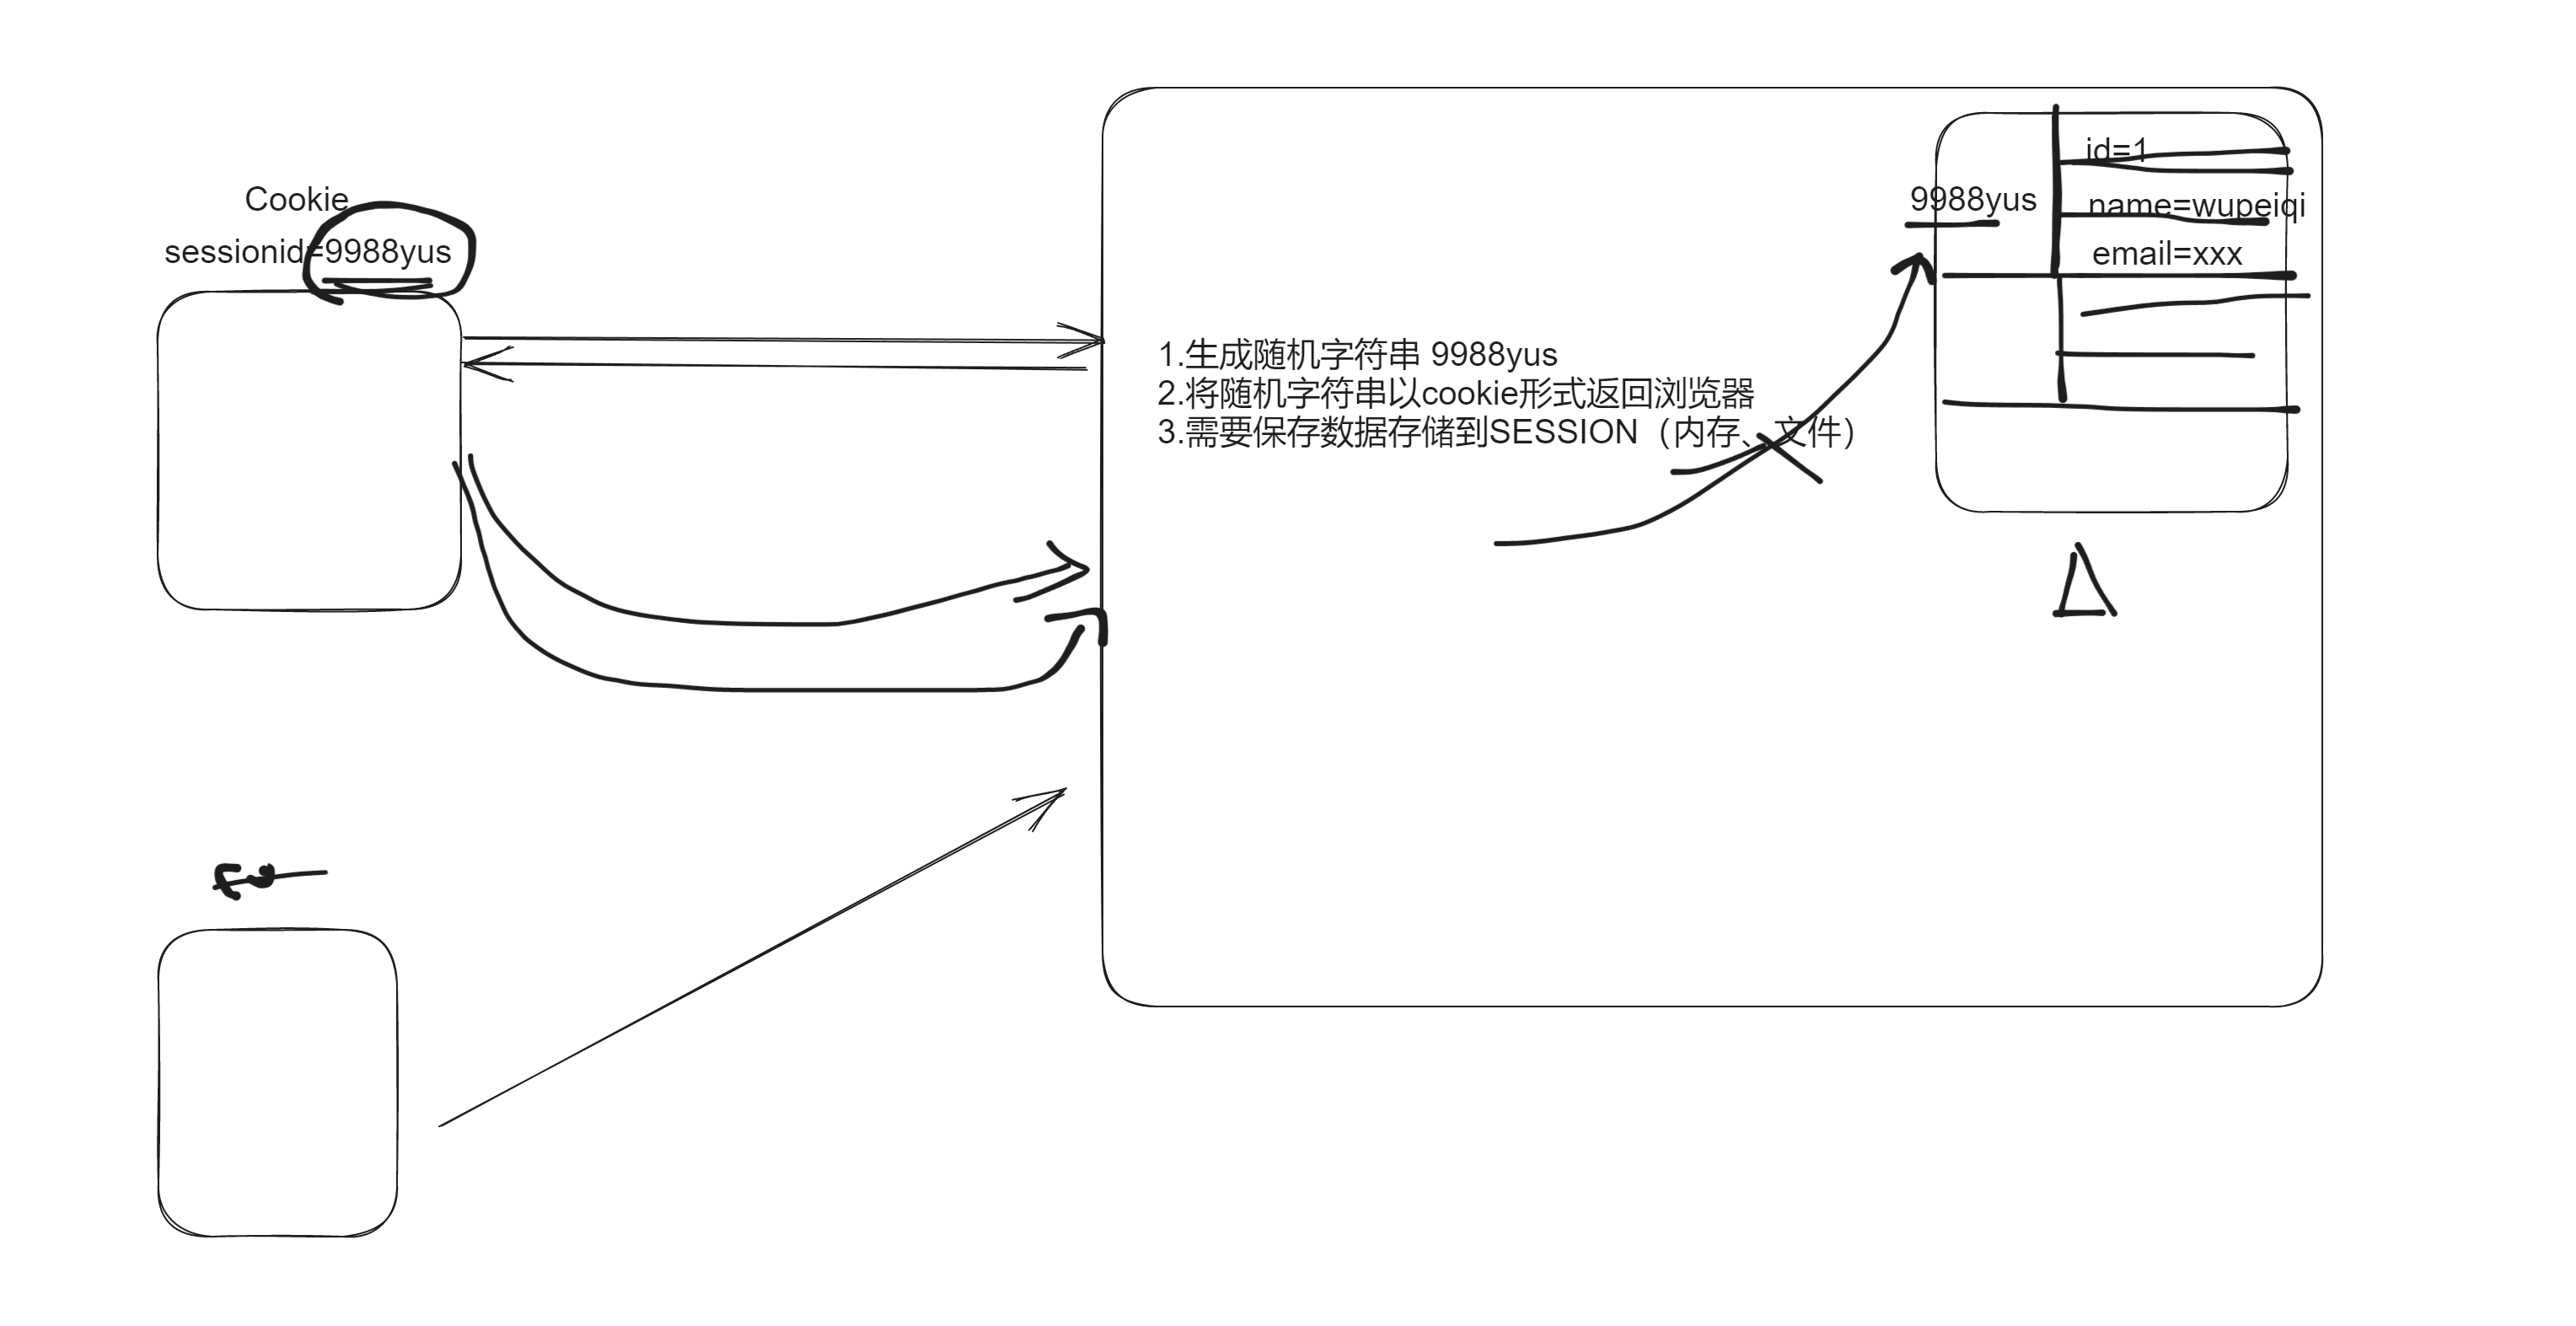 Cookie
sessionid=9988yus
1.生成随机字符串 9988yus
2.将随机字符串以cookie形式返回浏览器
3.需要保存数据存储到SESSION（内存、文件）
9988yus
id=1
name=wupeiqi
email=xxx